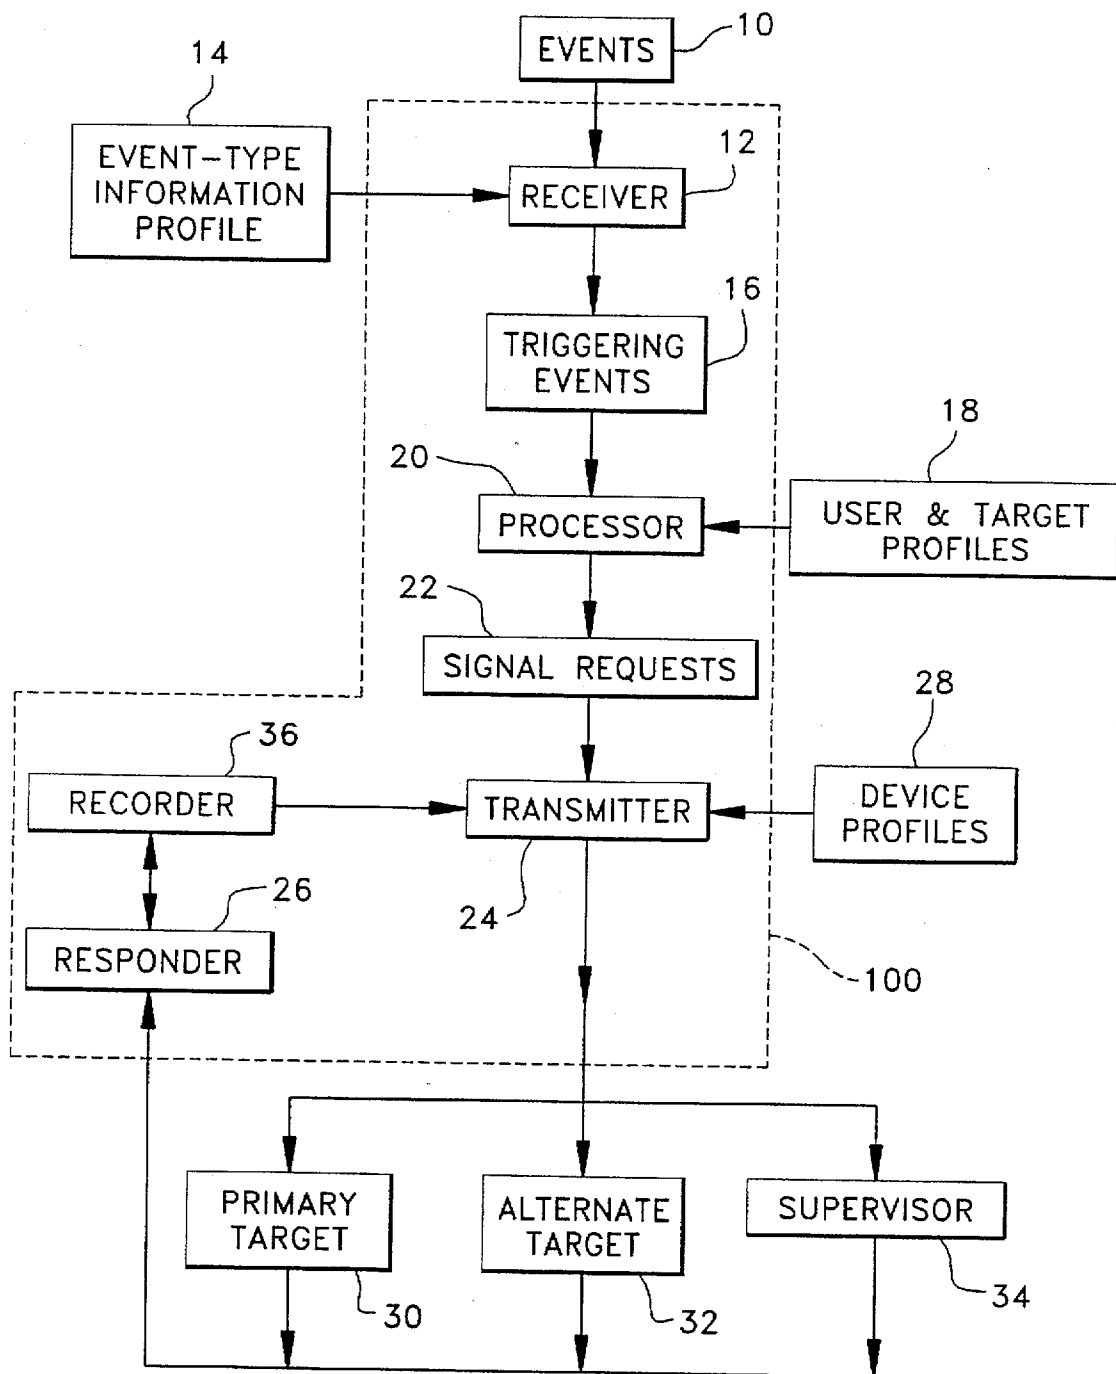 EVENTS
10
14
EVENT-TYPE
INFORMATION
PROFILE
RECEIVER
12
TRIGGERING
EVENTS
16
18
USER & TARGET
PROFILES
20
PROCESSOR
22
SIGNAL REQUESTS
28
DEVICE
PROFILES
36
RECORDER
TRANSMITTER
24
26
RESPONDER
100
PRIMARY
TARGET
30
ALTERNATE
TARGET
32
SUPERVISOR
34